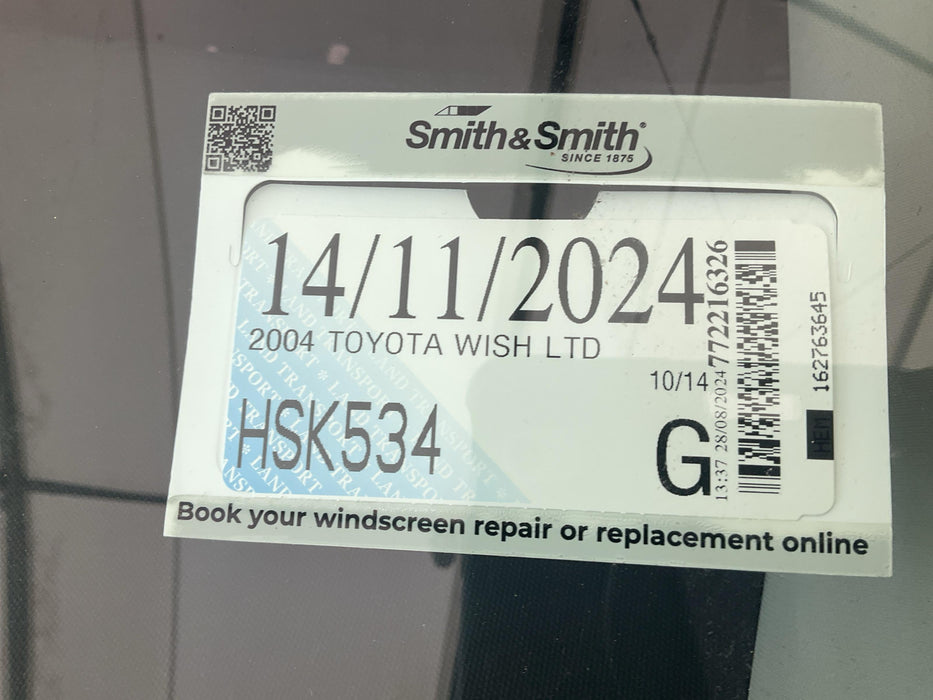 Smith&Smith®
SINCE 1875
14/11/2024
2004 TOYOTA WISH LTD
10/14
HSK534
G
13:37 28/08/2024
772216326
162763645
REM
Book your windscreen repair or replacement online